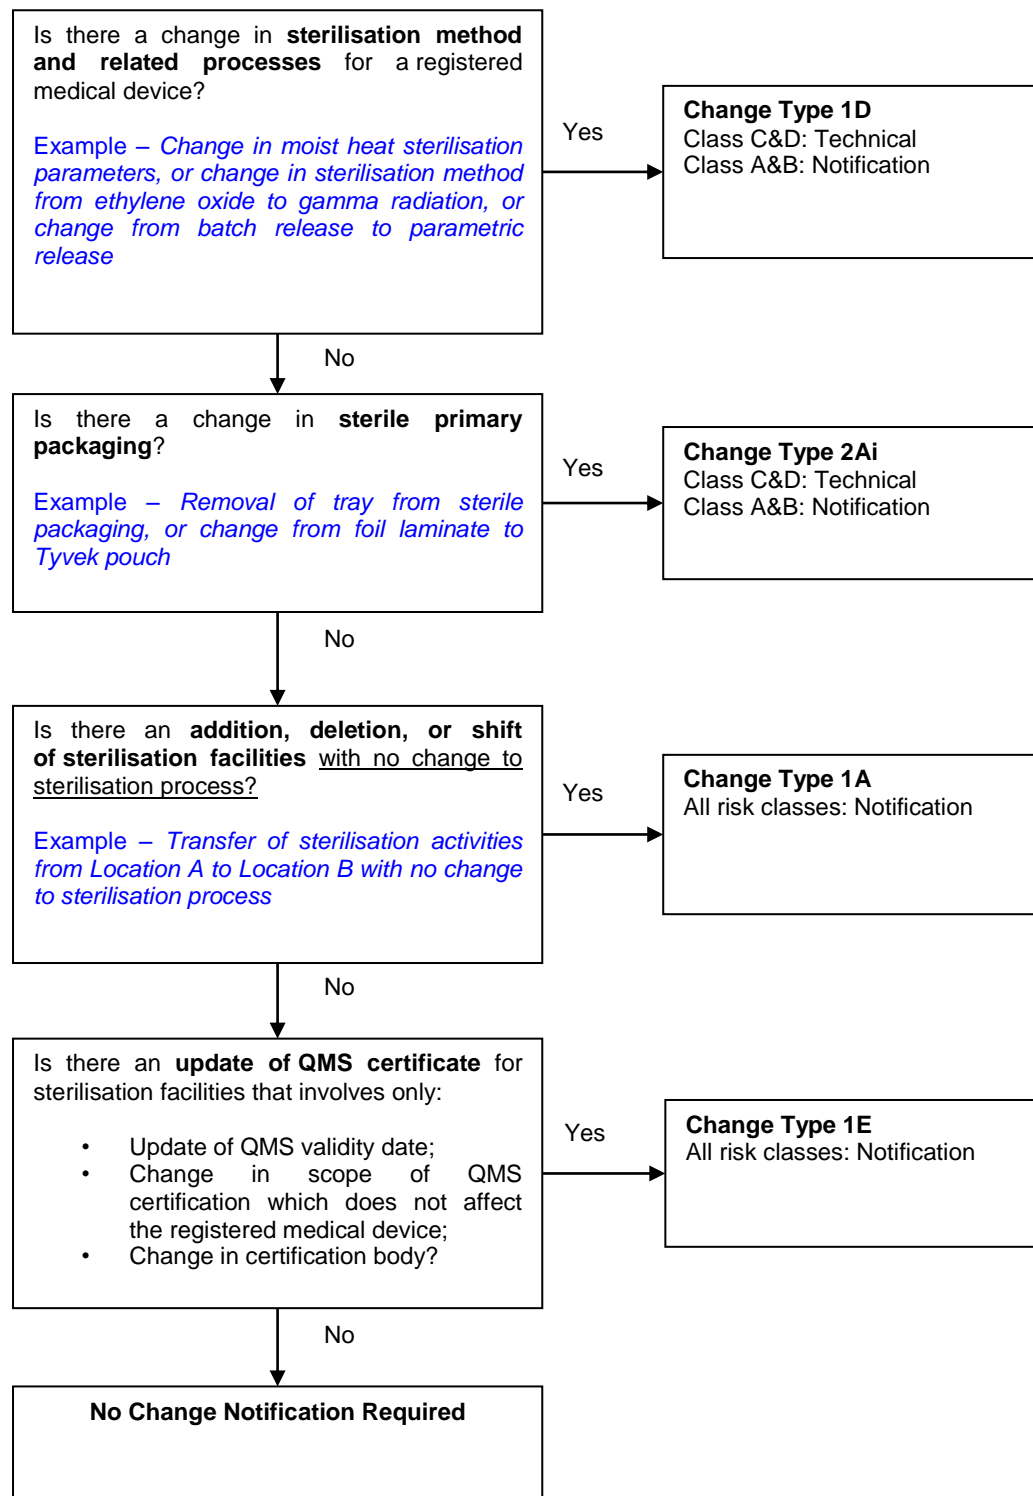 Is there a change in sterilisation method
and related processes for a registered
medical device?
Example – Change in moist heat sterilisation
parameters, or change in sterilisation method
from ethylene oxide to gamma radiation, or
change from batch release to parametric
release
Yes
Change Type 1D
Class C&D: Technical
Class A&B: Notification
No
Is there a change in sterile primary
packaging?
Example – Removal of tray from sterile
packaging, or change from foil laminate to
Tyvek pouch
Yes
Change Type 2Ai
Class C&D: Technical
Class A&B: Notification
No
Is there an addition, deletion, or shift
of sterilisation facilities with no change to
sterilisation process?
Example – Transfer of sterilisation activities
from Location A to Location B with no change
to sterilisation process
Yes
Change Type 1A
All risk classes: Notification
No
Is there an update of QMS certificate for
sterilisation facilities that involves only:
• Update of QMS validity date;
• Change in scope of QMS
certification which does not affect
the registered medical device;
• Change in certification body?
Yes
Change Type 1E
All risk classes: Notification
No
No Change Notification Required